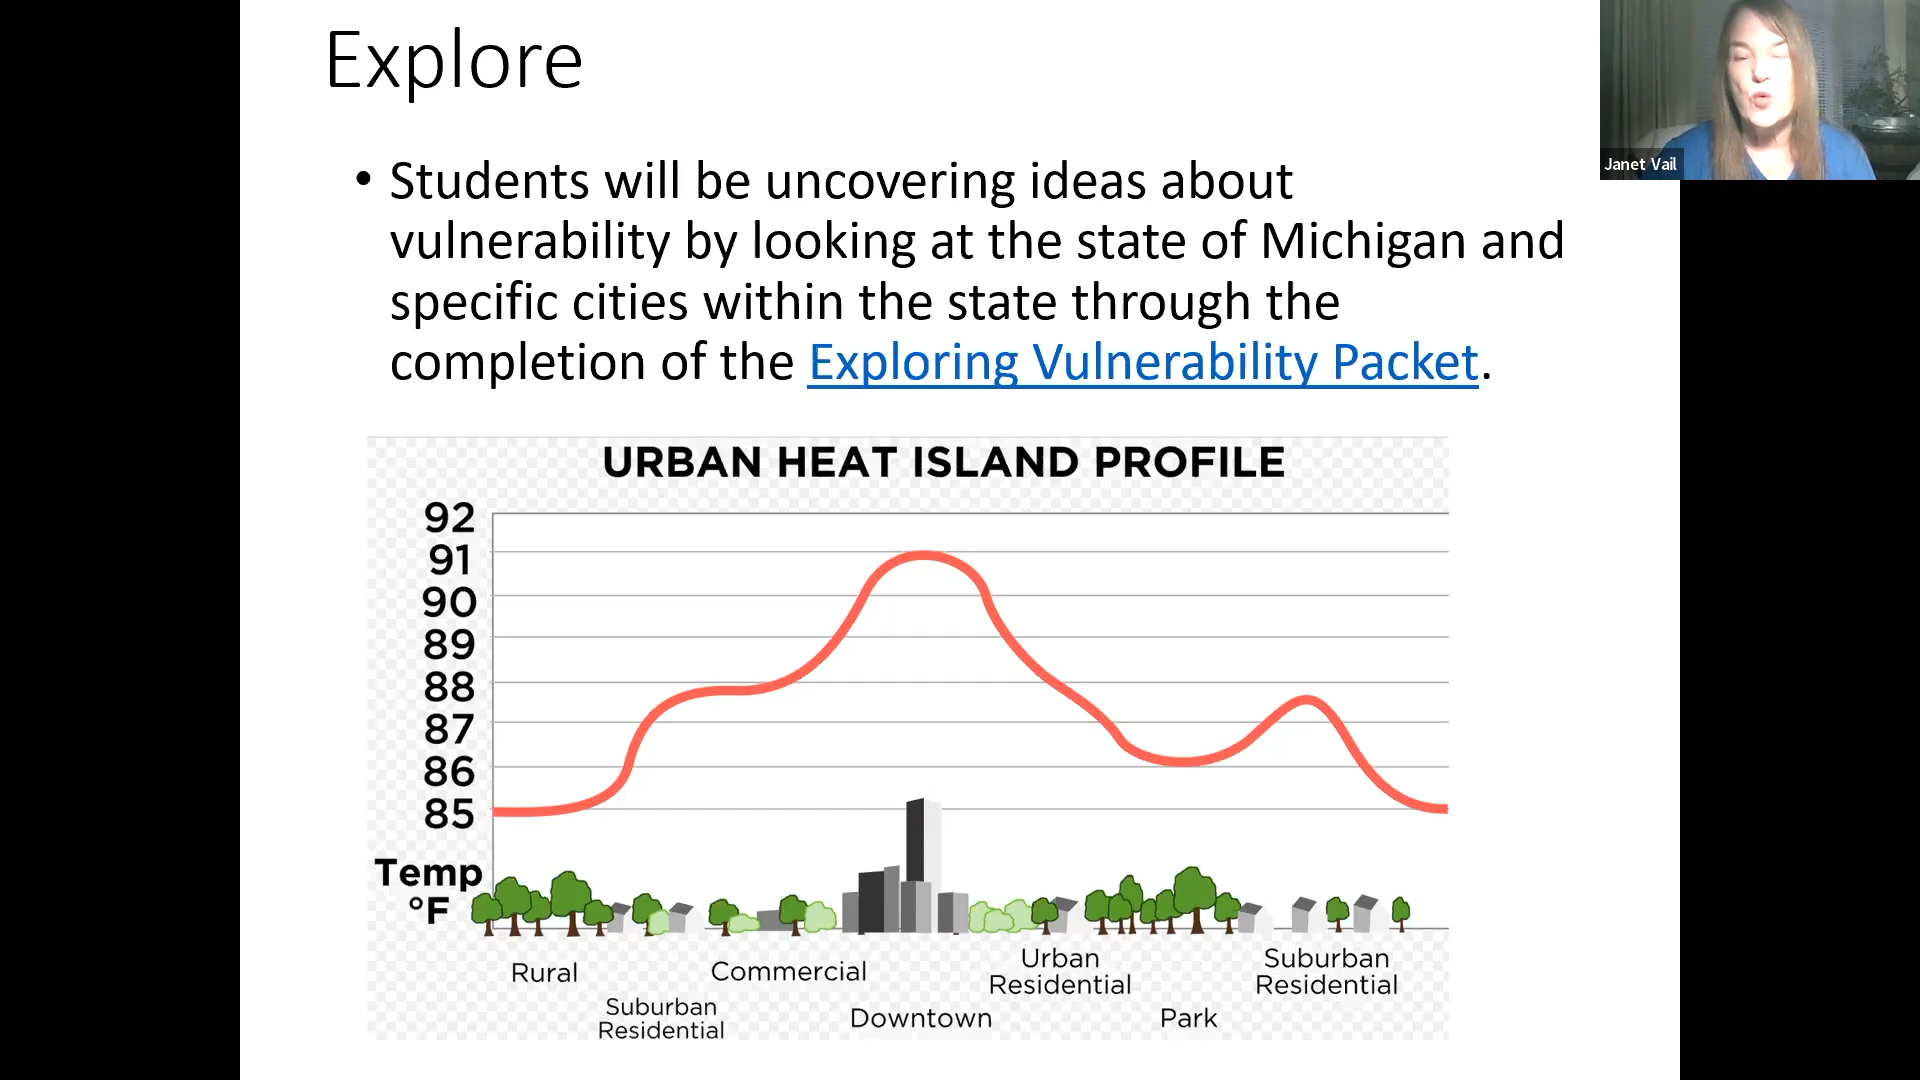 Explore
Janet Vail
• Students will be uncovering ideas about
vulnerability by looking at the state of Michigan and
specific cities within the state through the
completion of the Exploring Vulnerability Packet.
URBAN HEAT ISLAND PROFILE
92
91
90
89
88
87
86
85
Temp
°F
Rural
Suburban
Residential
Commercial
Downtown
Urban
Residential
Park
Suburban
Residential